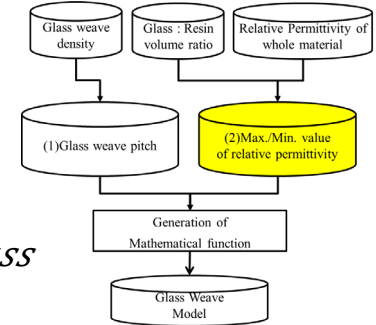 Glass weave
density
Glass : Resin
volume ratio
Relative Permittivity of
whole material
(1)Glass weave pitch
(2)Max./Min. value
of relative permittivity
Generation of
Mathematical function
ss
Glass Weave
Model